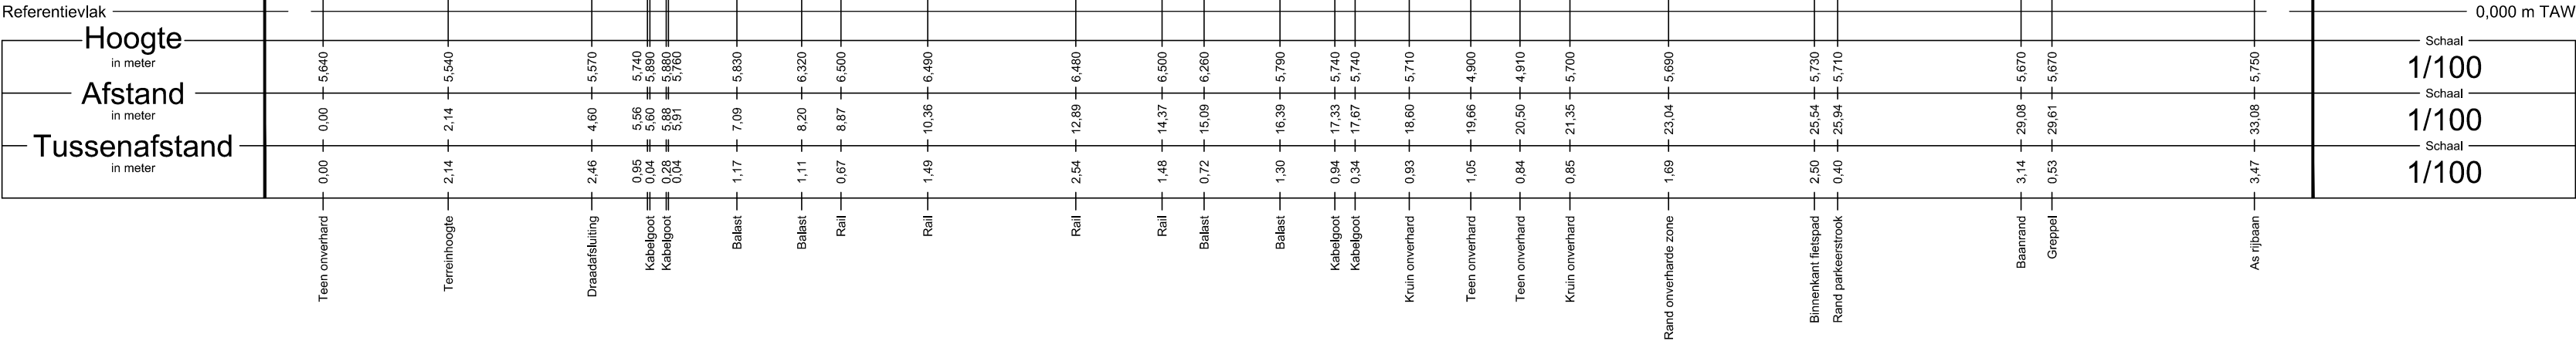 Referentievlak
0,000 m TAW
Hoogte
in meter
5,640 5,540 5,570 5,740 5,890 5,880 5,760 5,830 6,320 6,500 6,490 6,480 6,500 6,260 5,790 5,740 5,740 5,710 4,900 4,910 5,700 5,690 5,730 5,710 5,670 5,670 5,750
Schaal
1/100
Afstand
in meter
0,00 2,14 4,60 5,56 5,60 5,88 5,91 7,09 8,20 8,87 10,36 12,89 14,37 15,09 16,39 17,33 17,67 18,60 19,66 20,50 21,35 23,04 25,54 25,94 29,08 29,61 33,08
Schaal
1/100
Tussenafstand
in meter
0,00 2,14 2,46 0,95 0,04 0,28 0,04 1,17 1,11 0,67 1,49 2,54 1,48 0,72 1,30 0,94 0,34 0,93 1,05 0,84 0,85 1,69 2,50 0,40 3,14 0,53 3,47
Schaal
1/100
Teen onverhard
Terreinhoogte
Draadafsluiting
Kabelgoot
Kabelgoot
Balast
Balast
Rail
Rail
Rail
Rail
Balast
Balast
Kabelgoot
Kabelgoot
Kruin onverhard
Teen onverhard
Teen onverhard
Kruin onverhard
Rand onverharde zone
Binnenkant fietspad
Rand parkeerstrook
Baanrand
Greppel
As rijbaan